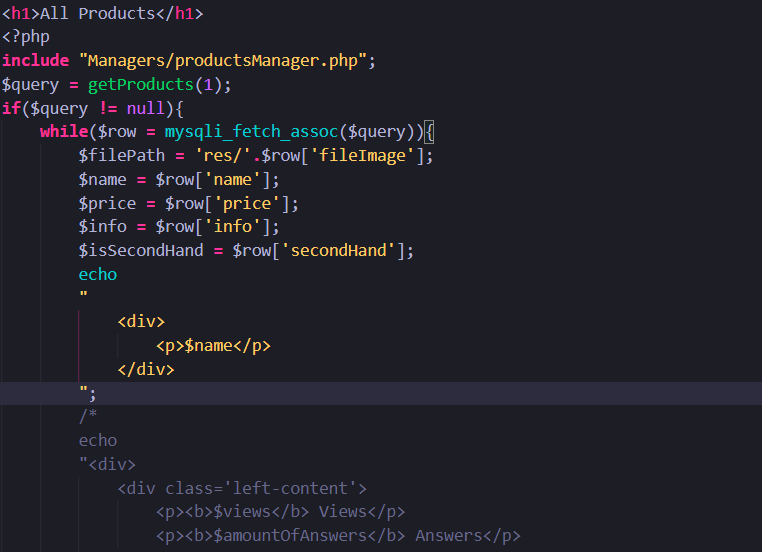 <h1>All Products</h1>
<?php
include "Managers/productsManager.php";
$query = getProducts(1);
if($query != null){
    while($row = mysqli_fetch_assoc($query)){
        $filePath = 'res/'.$row['fileImage'];
        $name = $row['name'];
        $price = $row['price'];
        $info = $row['info'];
        $isSecondHand = $row['secondHand'];
        echo
        "
            <div>
                <p>$name</p>
            </div>
        ";
        /*
        echo
        "<div>
            <div class='left-content'>
                <p><b>$views</b> Views</p>
                <p><b>$amountOfAnswers</b> Answers</p>